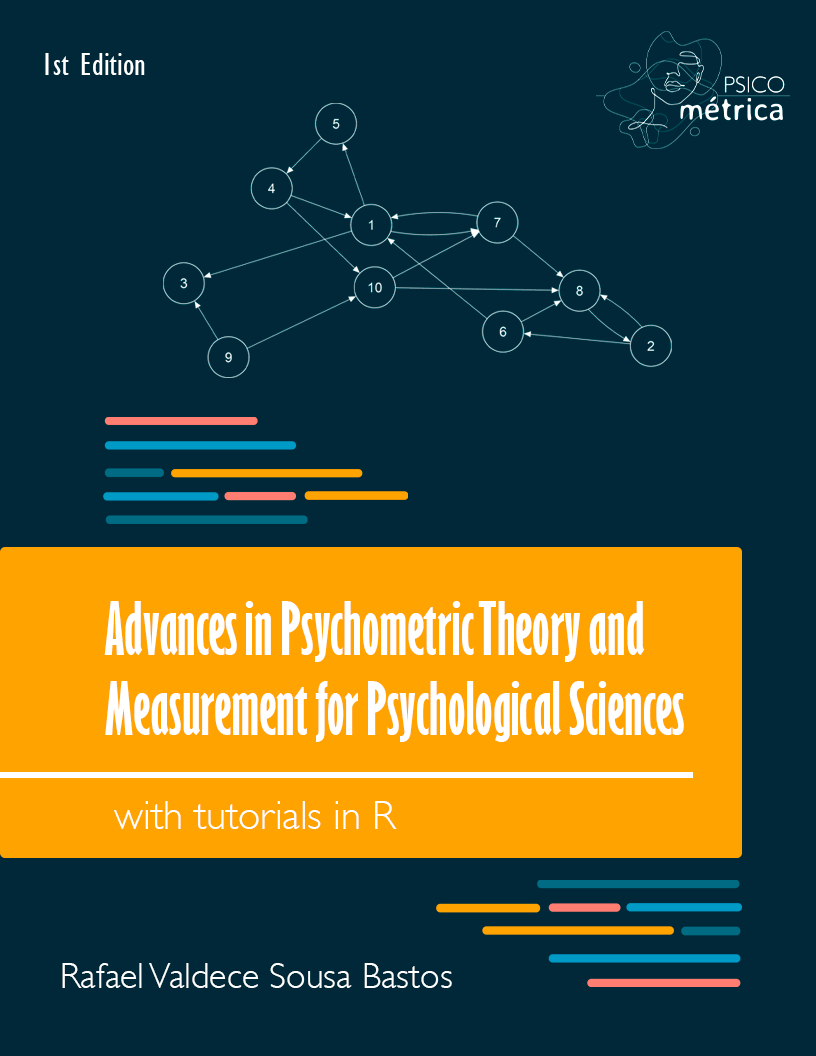 1st Edition
PSICO
métrica
5
4
1
7
3
10
8
6
2
9
Advances in Psychometric Theory and
Measurement for Psychological Sciences
with tutorials in R
Rafael Valdece Sousa Bastos